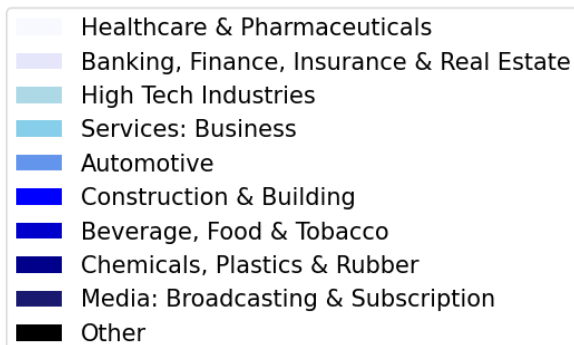 Healthcare & Pharmaceuticals
Banking, Finance, Insurance & Real Estate
High Tech Industries
Services: Business
Automotive
Construction & Building
Beverage, Food & Tobacco
Chemicals, Plastics & Rubber
Media: Broadcasting & Subscription
Other